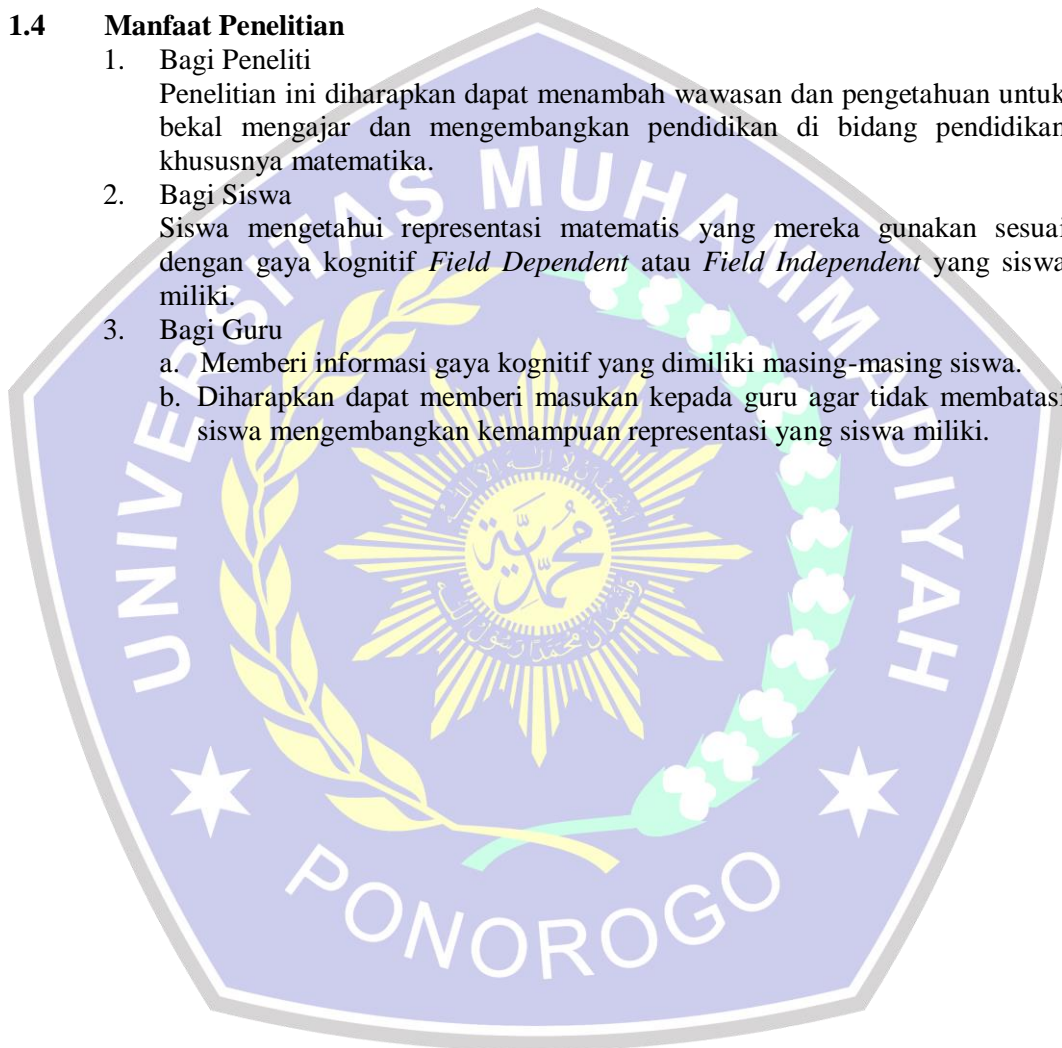 1.4 Manfaat Penelitian
1. Bagi Peneliti
Penelitian ini diharapkan dapat menambah wawasan dan pengetahuan untuk
bekal mengajar dan mengembangkan pendidikan di bidang pendidikan
khususnya matematika.
2. Bagi Siswa
Siswa mengetahui representasi matematis yang mereka gunakan sesuai
dengan gaya kognitif Field Dependent atau Field Independent yang siswa
miliki.
3. Bagi Guru
a. Memberi informasi gaya kognitif yang dimiliki masing-masing siswa.
b. Diharapkan dapat memberi masukan kepada guru agar tidak membatasi
siswa mengembangkan kemampuan representasi yang siswa miliki.
UNIVERSITAS MUHAMMADIYAH
PONOROGO
محمدية